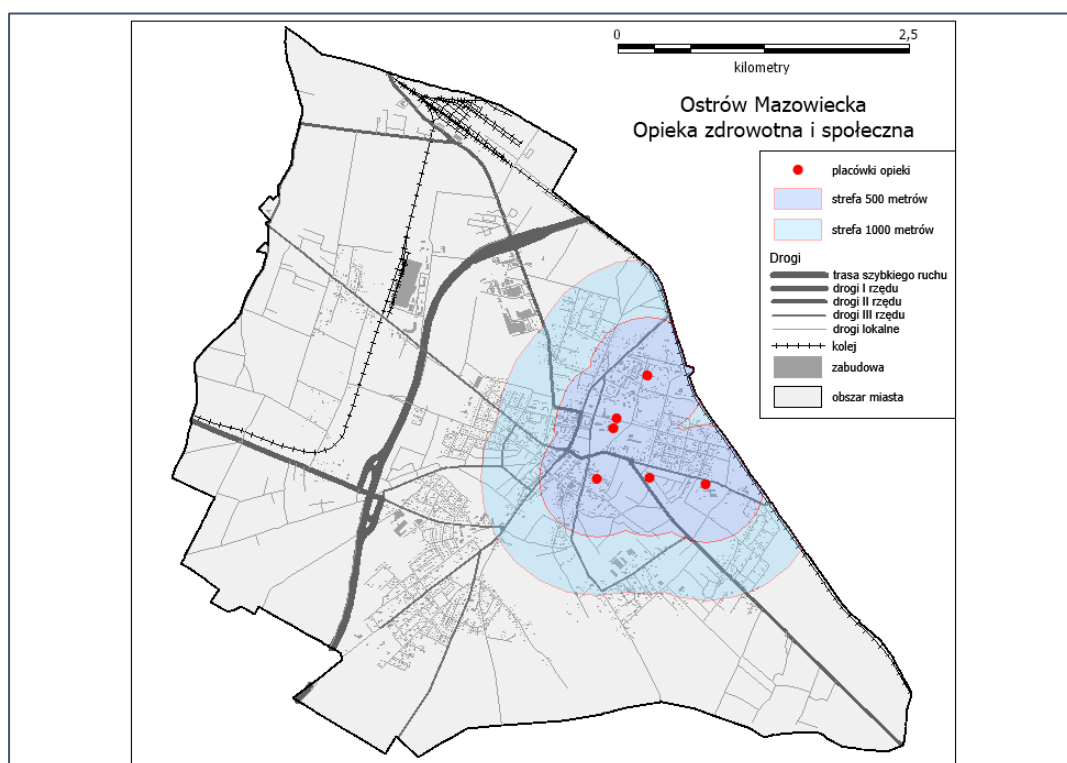 0 2,5
kilometry
Ostrów Mazowiecka
Opieka zdrowotna i społeczna
placówki opieki
strefa 500 metrów
strefa 1000 metrów
Drogi
trasa szybkiego ruchu
drogi I rzędu
drogi II rzędu
drogi III rzędu
drogi lokalne
kolej
zabudowa
obszar miasta